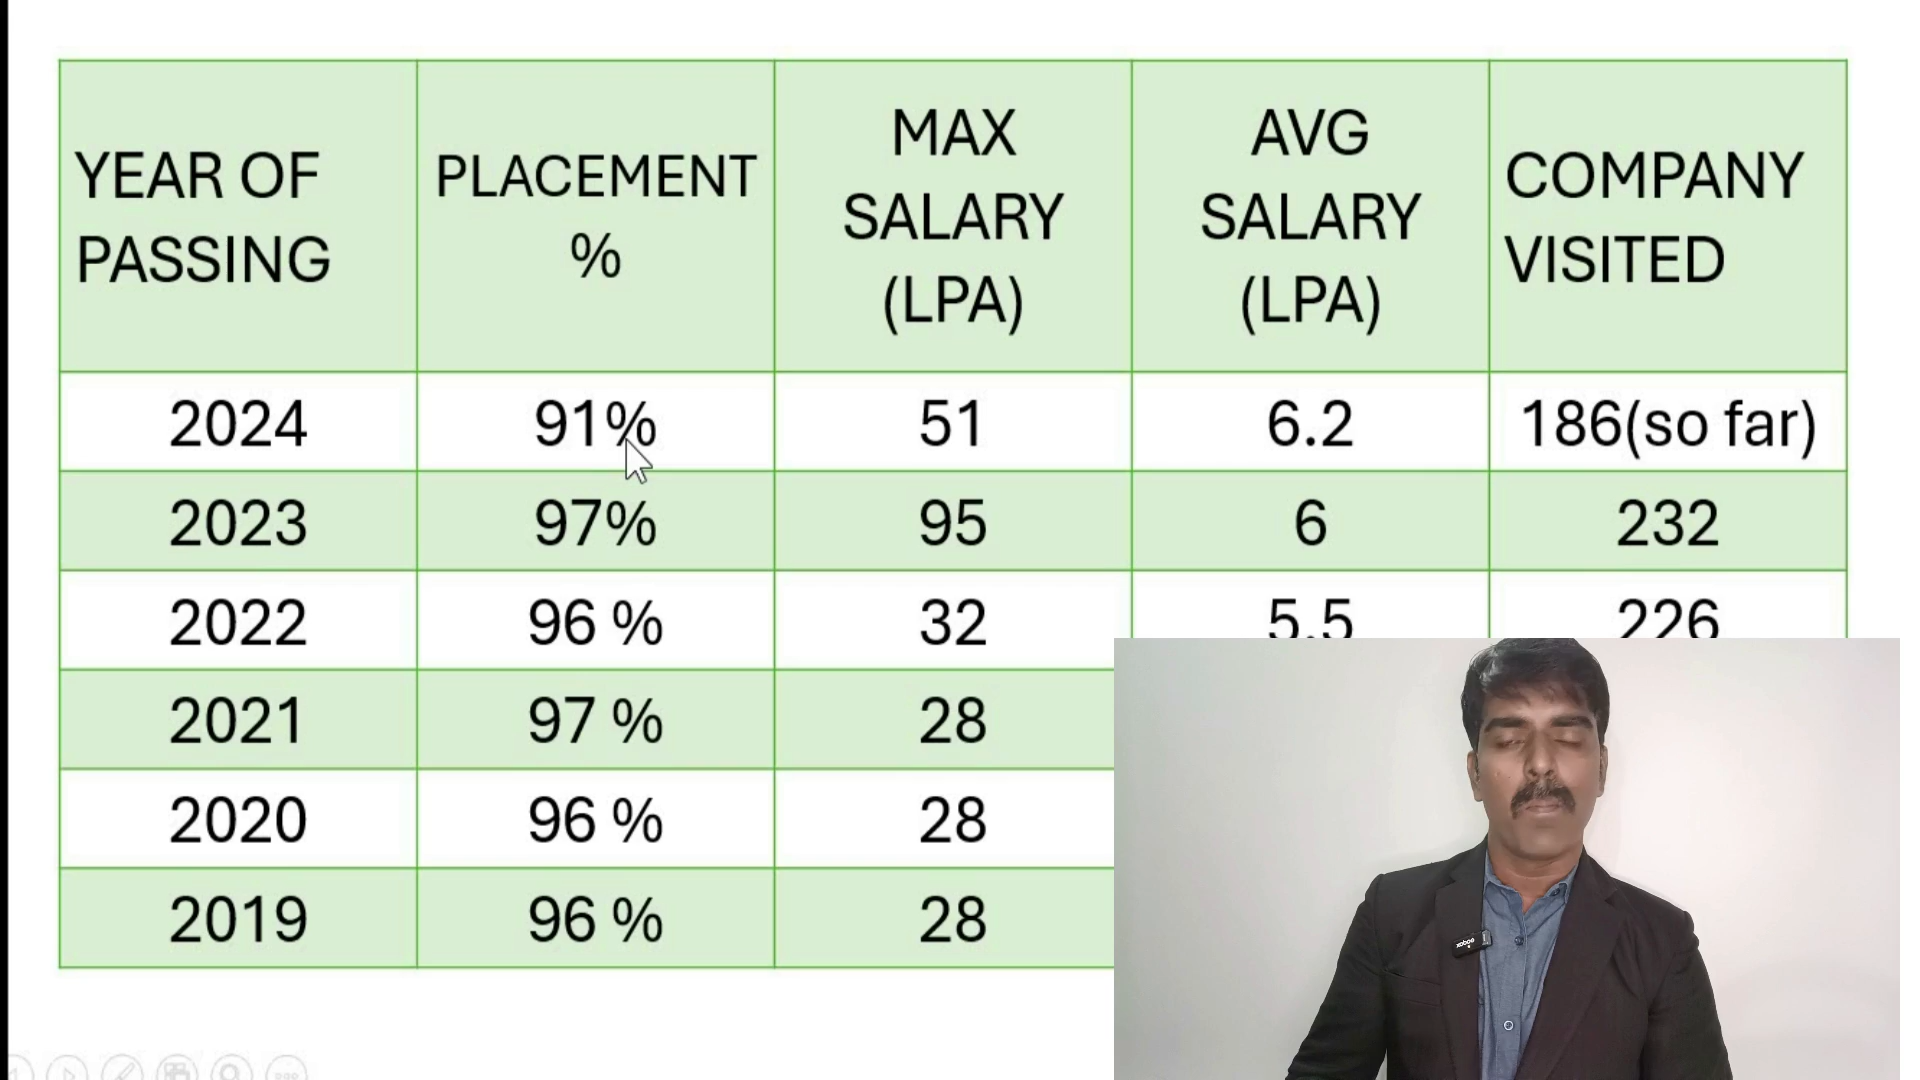 YEAR OF
PASSING
PLACEMENT
%
MAX
SALARY
(LPA)
AVG
SALARY
(LPA)
COMPANY
VISITED
2024 91% 51 6.2 186(so far)
2023 97% 95 6 232
2022 96 % 32 5.5 226
2021 97 % 28
2020 96 % 28
2019 96 % 28